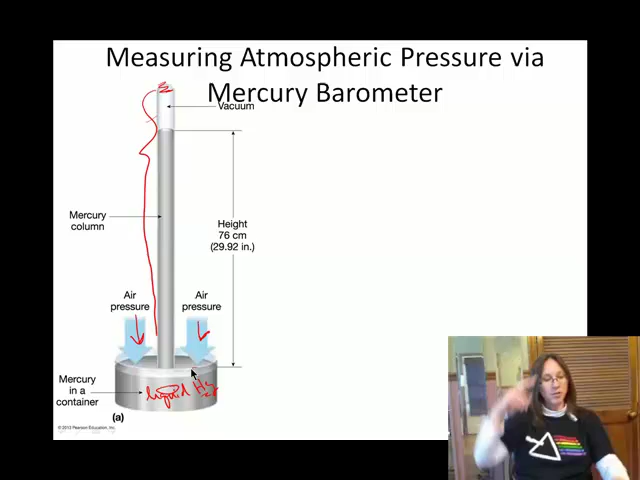 Measuring Atmospheric Pressure via
Mercury Barometer
Vacuum
Mercury
column
Height
76 cm
(29.92 in.)
Air
pressure
Air
pressure
Mercury
in a
container
liquid Hg
(a)
© 2013 Pearson Education, Inc.